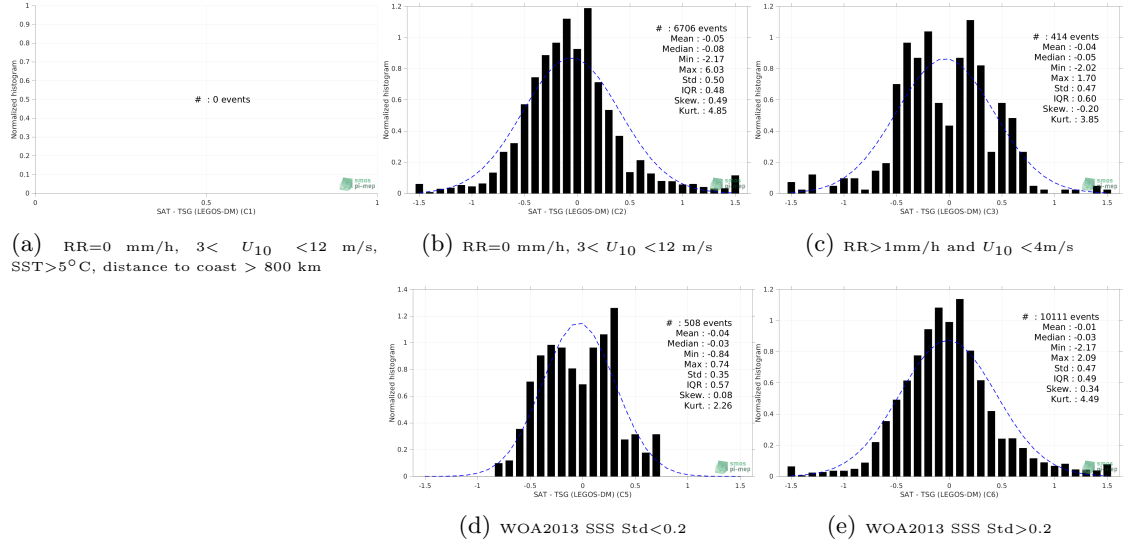 1
0.9
0.8
0.7
0.6
0.5
0.4
0.3
0.2
0.1
0
Normalized histogram
# : 0 events
smos
pi-mep
0 0.5 1
SAT - TSG (LEGOS-DM) (C1)
(a) RR=0 mm/h, 3< U10 <12 m/s,
SST>5°C, distance to coast > 800 km
1.2
1
0.8
0.6
0.4
0.2
0
Normalized histogram
# : 6706 events
Mean : -0.05
Median : -0.08
Min : -2.17
Max : 6.03
Std : 0.50
IQR : 0.48
Skew. : 0.49
Kurt. : 4.85
smos
pi-mep
-1.5 -1 -0.5 0 0.5 1 1.5
SAT - TSG (LEGOS-DM) (C2)
(b) RR=0 mm/h, 3< U10 <12 m/s
1.2
1
0.8
0.6
0.4
0.2
0
Normalized histogram
# : 414 events
Mean : -0.04
Median : -0.05
Min : -2.02
Max : 1.70
Std : 0.47
IQR : 0.60
Skew. : -0.20
Kurt. : 3.85
smos
pi-mep
-1.5 -1 -0.5 0 0.5 1 1.5
SAT - TSG (LEGOS-DM) (C3)
(c) RR>1mm/h and U10 <4m/s
1.4
1.2
1
0.8
0.6
0.4
0.2
0
Normalized histogram
# : 508 events
Mean : -0.04
Median : -0.03
Min : -0.84
Max : 0.74
Std : 0.35
IQR : 0.57
Skew. : 0.08
Kurt. : 2.26
smos
pi-mep
-1.5 -1 -0.5 0 0.5 1 1.5
SAT - TSG (LEGOS-DM) (C5)
(d) WOA2013 SSS Std<0.2
1.2
1
0.8
0.6
0.4
0.2
0
Normalized histogram
# : 10111 events
Mean : -0.01
Median : -0.03
Min : -2.17
Max : 2.09
Std : 0.47
IQR : 0.49
Skew. : 0.34
Kurt. : 4.49
smos
pi-mep
-1.5 -1 -0.5 0 0.5 1 1.5
SAT - TSG (LEGOS-DM) (C6)
(e) WOA2013 SSS Std>0.2